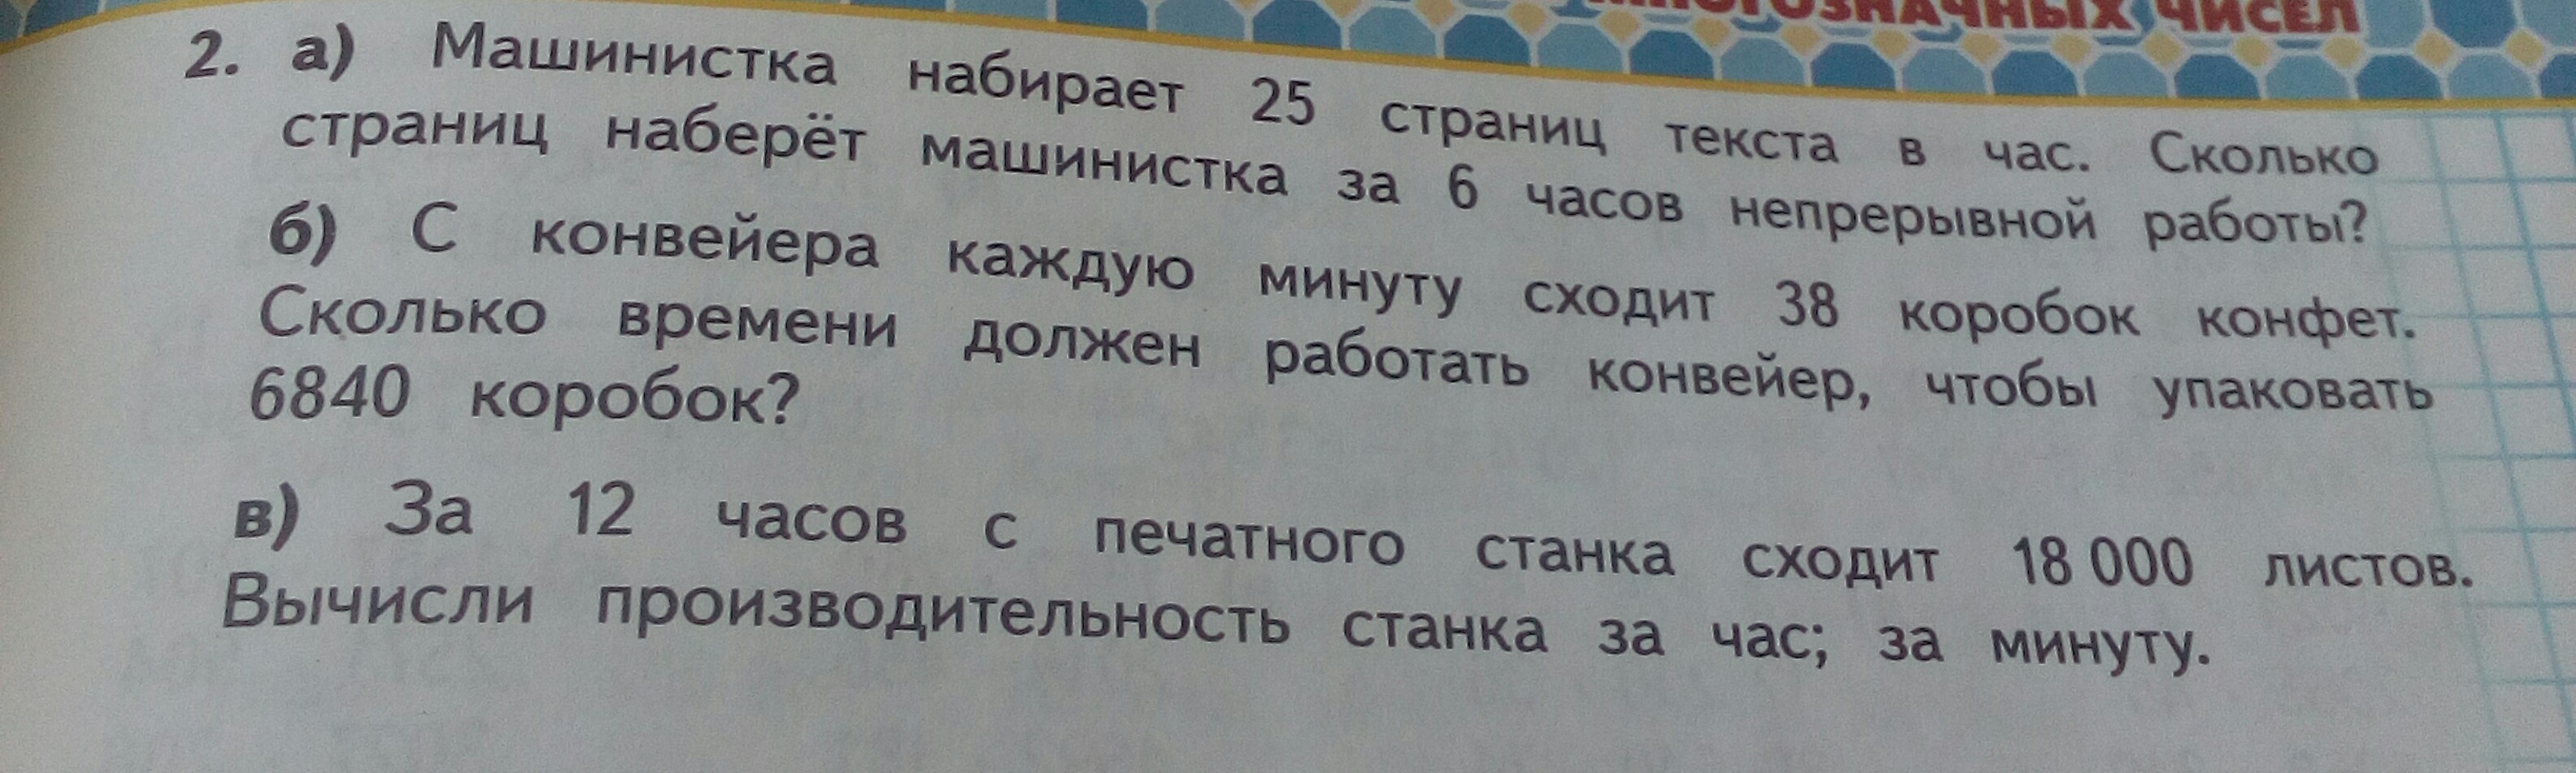 МНОГОЗНАЧНЫХ ЧИСЕЛ
2. а) Машинистка набирает 25 страниц текста в час. Сколько
страниц наберёт машинистка за 6 часов непрерывной работы?
б) С конвейера каждую минуту сходит 38 коробок конфет.
Сколько времени должен работать конвейер, чтобы упаковать
6840 коробок?
в) За 12 часов с печатного станка сходит 18 000 листов.
Вычисли производительность станка за час; за минуту.